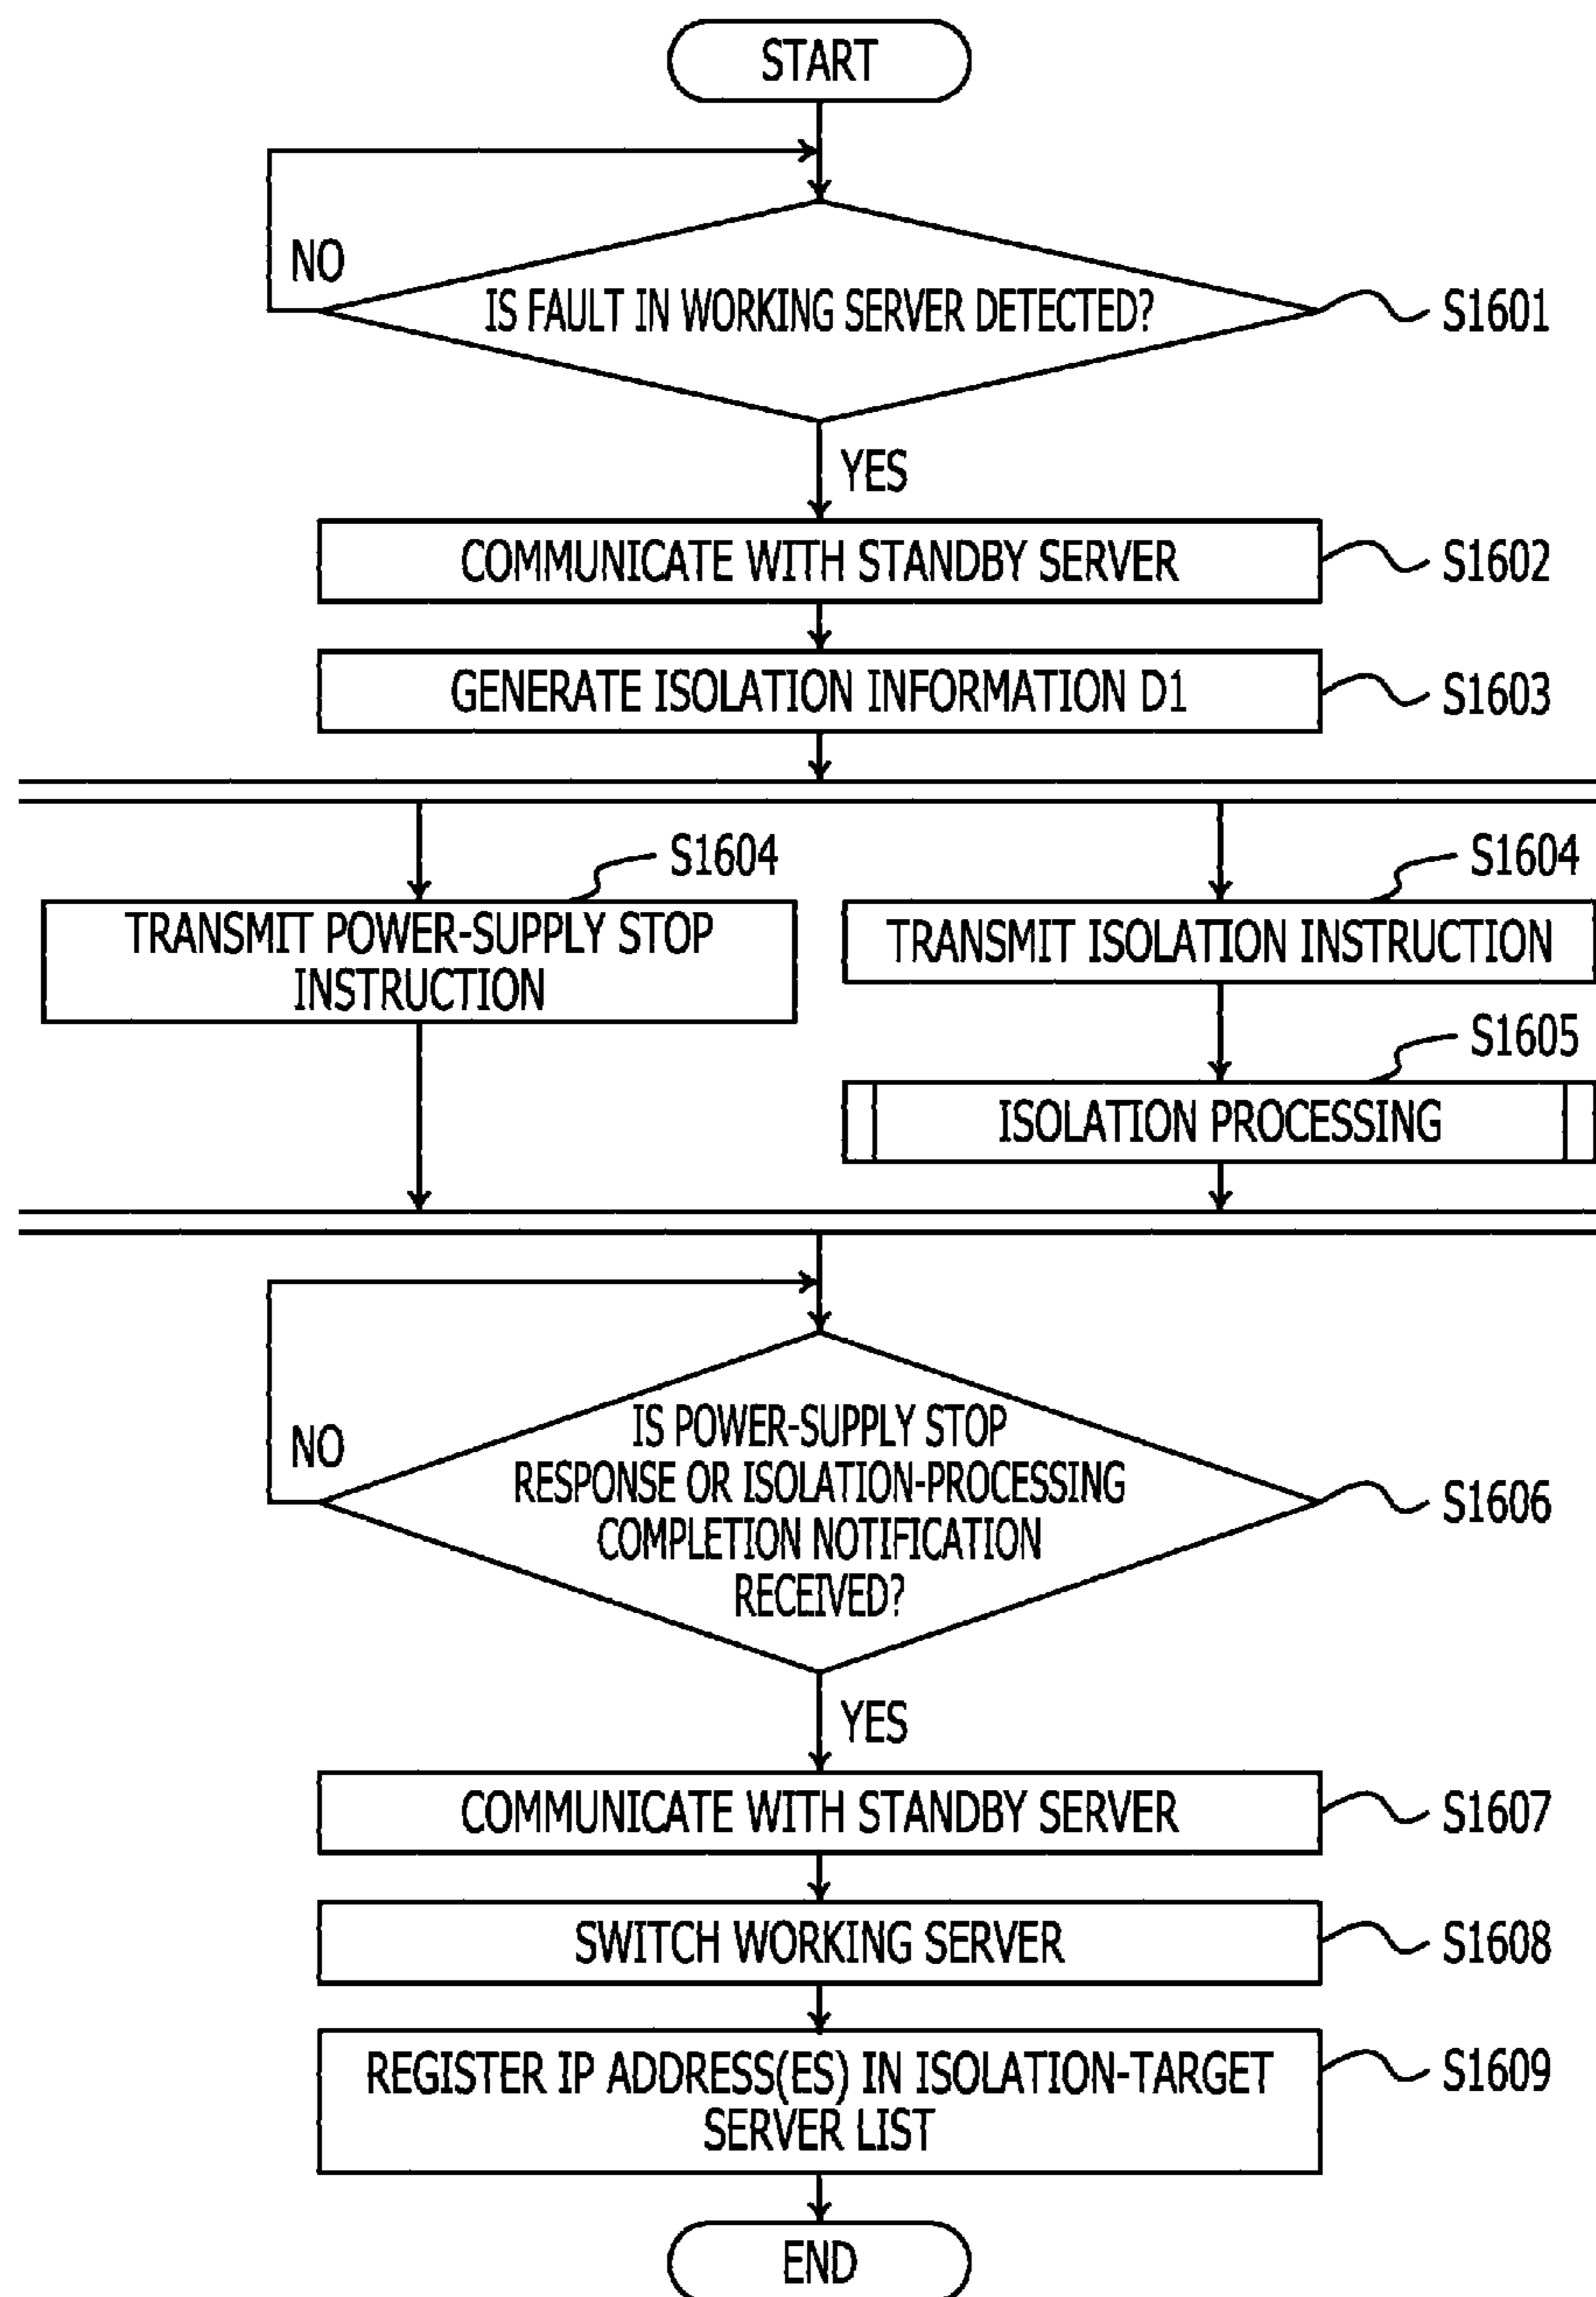 START
NO
IS FAULT IN WORKING SERVER DETECTED?
S1601
YES
COMMUNICATE WITH STANDBY SERVER
S1602
GENERATE ISOLATION INFORMATION D1
S1603
S1604
TRANSMIT POWER-SUPPLY STOP
INSTRUCTION
S1604
TRANSMIT ISOLATION INSTRUCTION
S1605
ISOLATION PROCESSING
NO
IS POWER-SUPPLY STOP
RESPONSE OR ISOLATION-PROCESSING
COMPLETION NOTIFICATION
RECEIVED?
S1606
YES
COMMUNICATE WITH STANDBY SERVER
S1607
SWITCH WORKING SERVER
S1608
REGISTER IP ADDRESS(ES) IN ISOLATION-TARGET
SERVER LIST
S1609
END